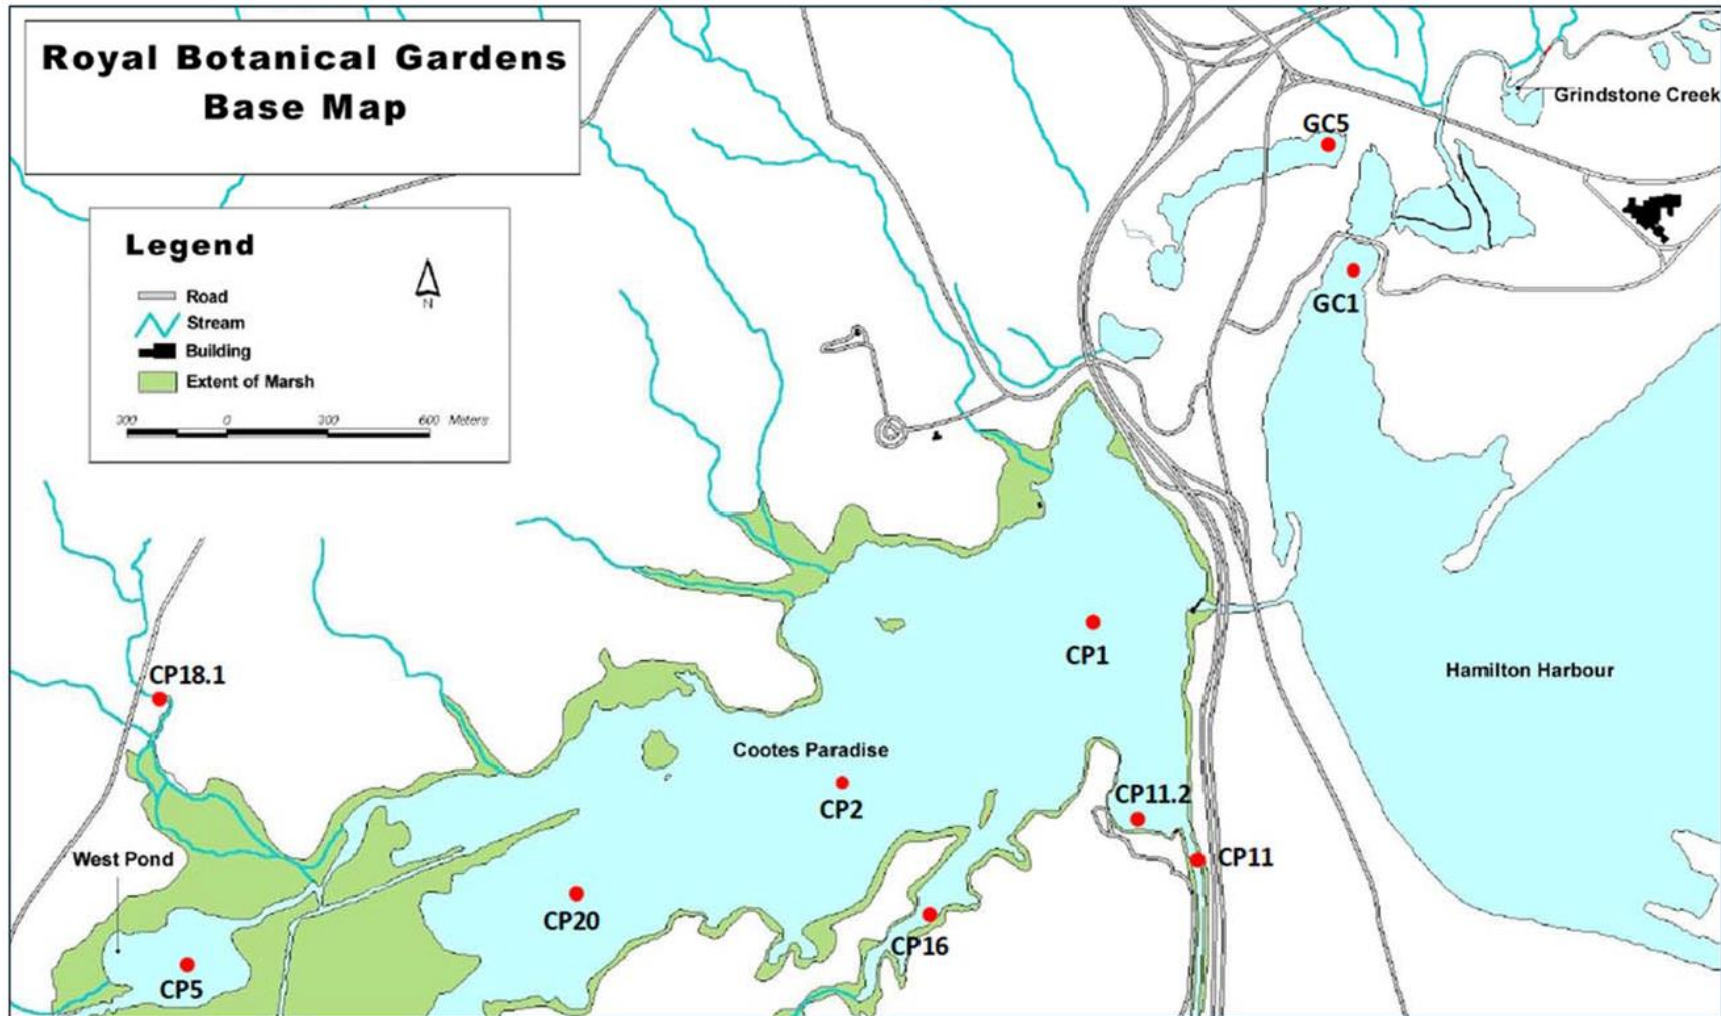 Royal Botanical Gardens
Base Map
Legend
N
Road
Stream
Building
Extent of Marsh
300 0 300 600 Meters
Grindstone Creek
GC5
GC1
CP1
Hamilton Harbour
CP18.1
Cootes Paradise
CP2
CP11.2
CP11
West Pond
CP20
CP16
CP5